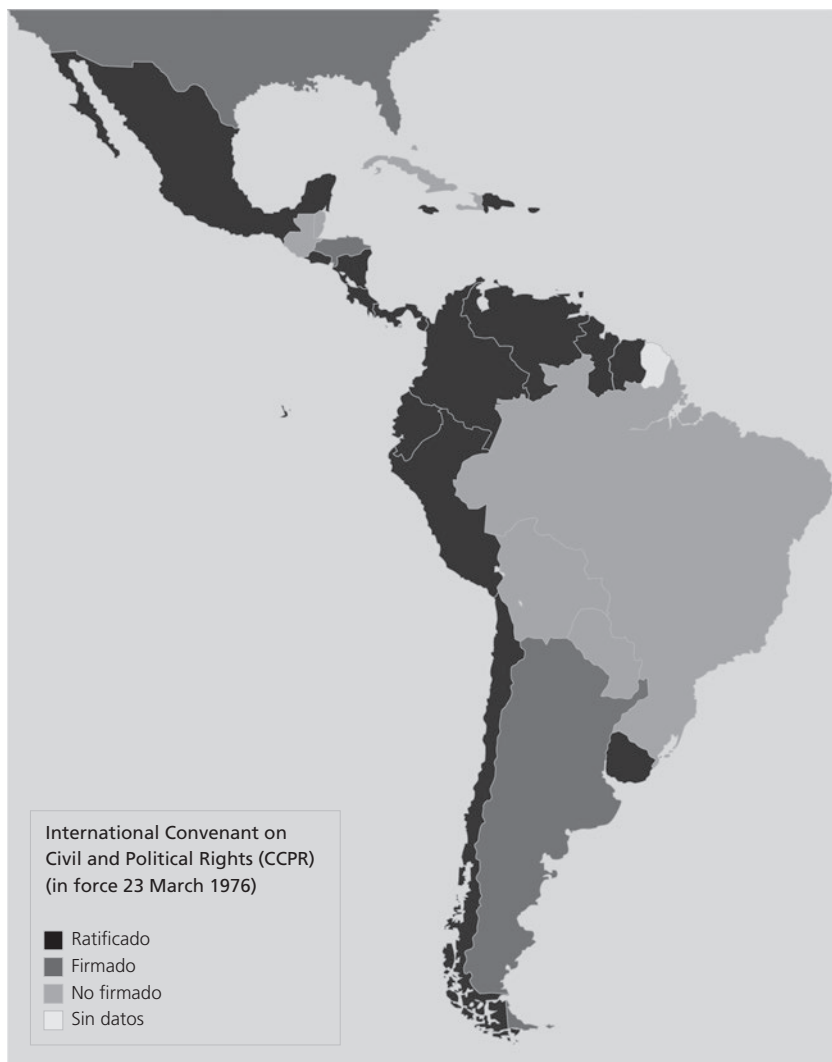 International Convenant on
Civil and Political Rights (CCPR)
(in force 23 March 1976)
Ratificado
Firmado
No firmado
Sin datos